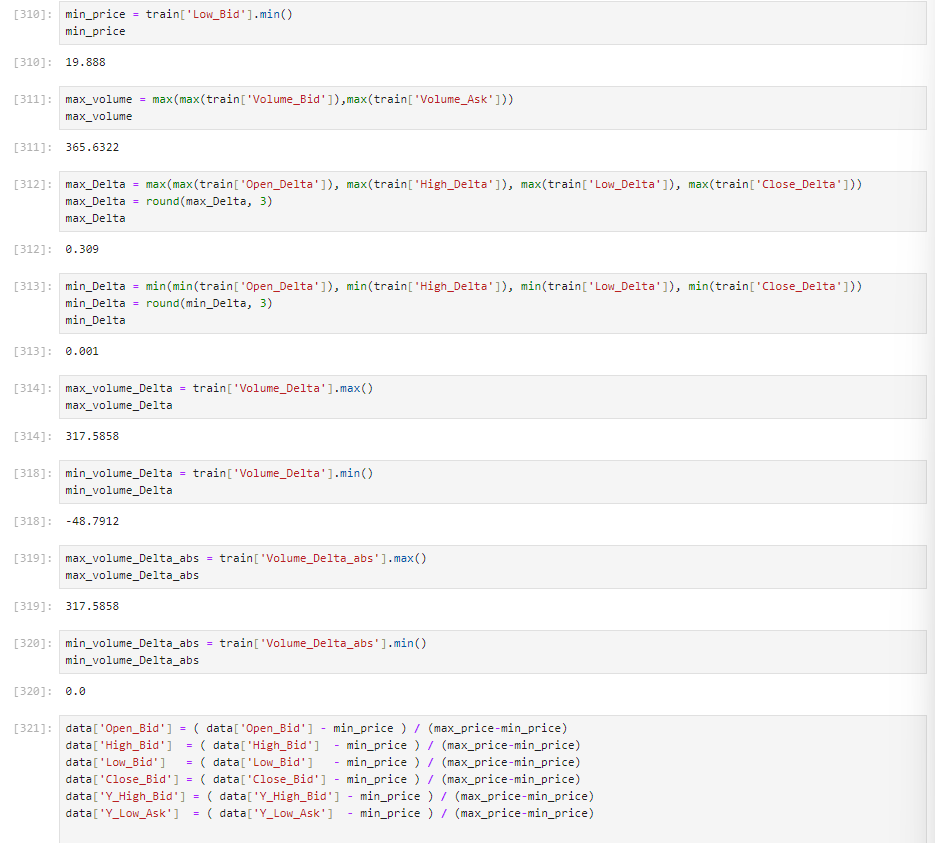 [310]: min_price = train['Low_Bid'].min()
min_price
[310]: 19.888
[311]: max_volume = max(max(train['Volume_Bid']),max(train['Volume_Ask']))
max_volume
[311]: 365.6322
[312]: max_Delta = max(max(train['Open_Delta']), max(train['High_Delta']), max(train['Low_Delta']), max(train['Close_Delta']))
max_Delta = round(max_Delta, 3)
max_Delta
[312]: 0.309
[313]: min_Delta = min(min(train['Open_Delta']), min(train['High_Delta']), min(train['Low_Delta']), min(train['Close_Delta']))
min_Delta = round(min_Delta, 3)
min_Delta
[313]: 0.001
[314]: max_volume_Delta = train['Volume_Delta'].max()
max_volume_Delta
[314]: 317.5858
[318]: min_volume_Delta = train['Volume_Delta'].min()
min_volume_Delta
[318]: -48.7912
[319]: max_volume_Delta_abs = train['Volume_Delta_abs'].max()
max_volume_Delta_abs
[319]: 317.5858
[320]: min_volume_Delta_abs = train['Volume_Delta_abs'].min()
min_volume_Delta_abs
[320]: 0.0
[321]: data['Open_Bid'] = ( data['Open_Bid'] - min_price ) / (max_price-min_price)
data['High_Bid']  = ( data['High_Bid']  - min_price ) / (max_price-min_price)
data['Low_Bid']   = ( data['Low_Bid']   - min_price ) / (max_price-min_price)
data['Close_Bid'] = ( data['Close_Bid'] - min_price ) / (max_price-min_price)
data['Y_High_Bid'] = ( data['Y_High_Bid'] - min_price ) / (max_price-min_price)
data['Y_Low_Ask']  = ( data['Y_Low_Ask']  - min_price ) / (max_price-min_price)